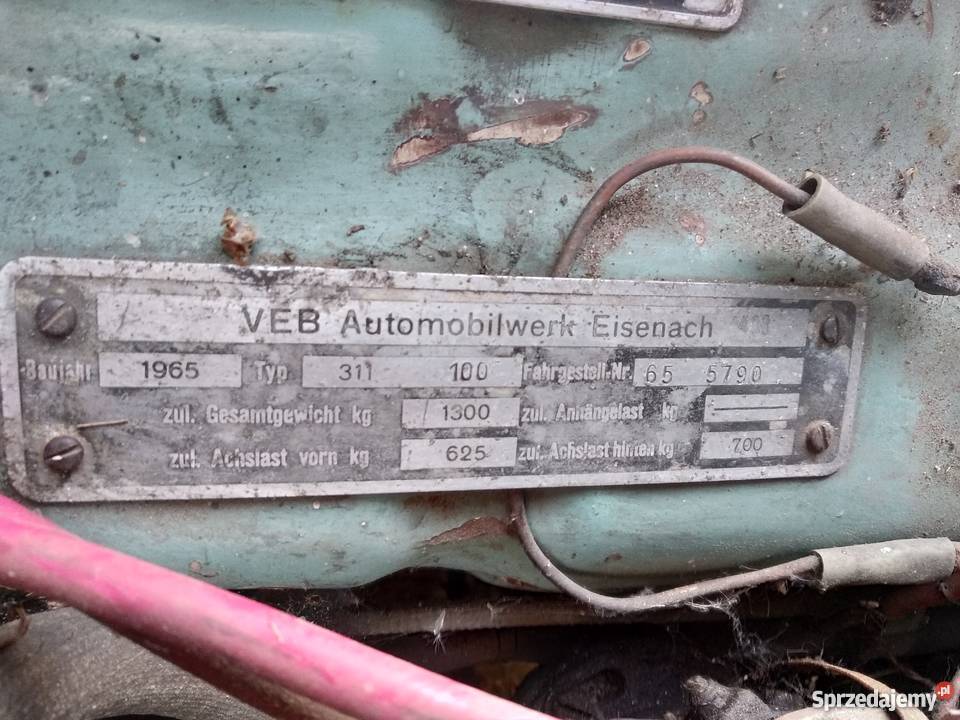 VEB Automobilwerk Eisenach
Baujahr 1965 Typ 311 100 Fahrgestell-Nr. 65 5790
zul. Gesamtgewicht kg 1300 zul. Anhängelast kg
zul. Achslast vorn kg 625 zul. Achslast hinten kg 700
Sprzedajemy.pl